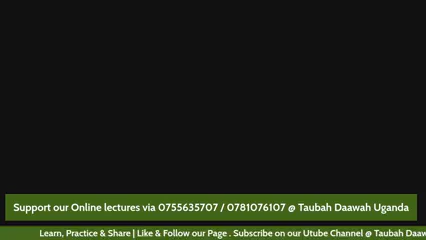 Support our Online lectures via 0755635707 / 0781076107 @ Taubah Daawah Uganda
Learn, Practice & Share | Like & Follow our Page . Subscribe on our Utube Channel @ Taubah Daaw